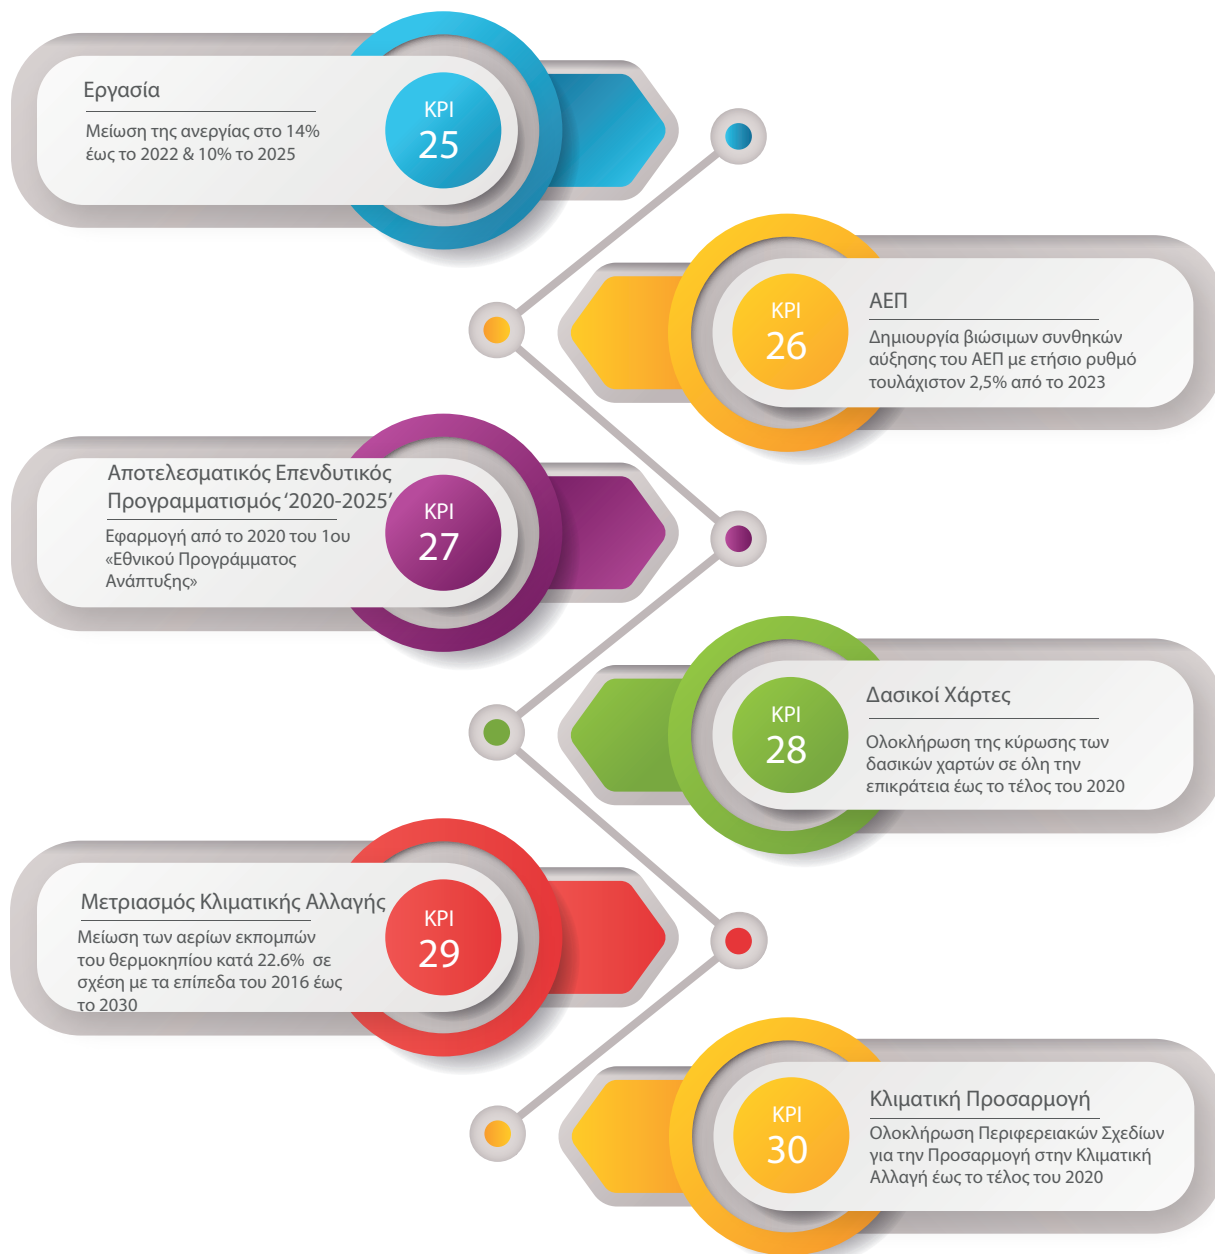 Εργασία
Μείωση της ανεργίας στο 14%
έως το 2022 & 10% το 2025
KPI
25
ΑΕΠ
Δημιουργία βιώσιμων συνθηκών
αύξησης του ΑΕΠ με ετήσιο ρυθμό
τουλάχιστον 2,5% από το 2023
KPI
26
Αποτελεσματικός Επενδυτικός
Προγραμματισμός ‘2020-2025’
Εφαρμογή από το 2020 του 1ου
«Εθνικού Προγράμματος
Ανάπτυξης»
KPI
27
Δασικοί Χάρτες
Ολοκλήρωση της κύρωσης των
δασικών χαρτών σε όλη την
επικράτεια έως το τέλος του 2020
KPI
28
Μετριασμός Κλιματικής Αλλαγής
Μείωση των αερίων εκπομπών
του θερμοκηπίου κατά 22.6% σε
σχέση με τα επίπεδα του 2016 έως
το 2030
KPI
29
Κλιματική Προσαρμογή
Ολοκλήρωση Περιφερειακών Σχεδίων
για την Προσαρμογή στην Κλιματική
Αλλαγή έως το τέλος του 2020
KPI
30